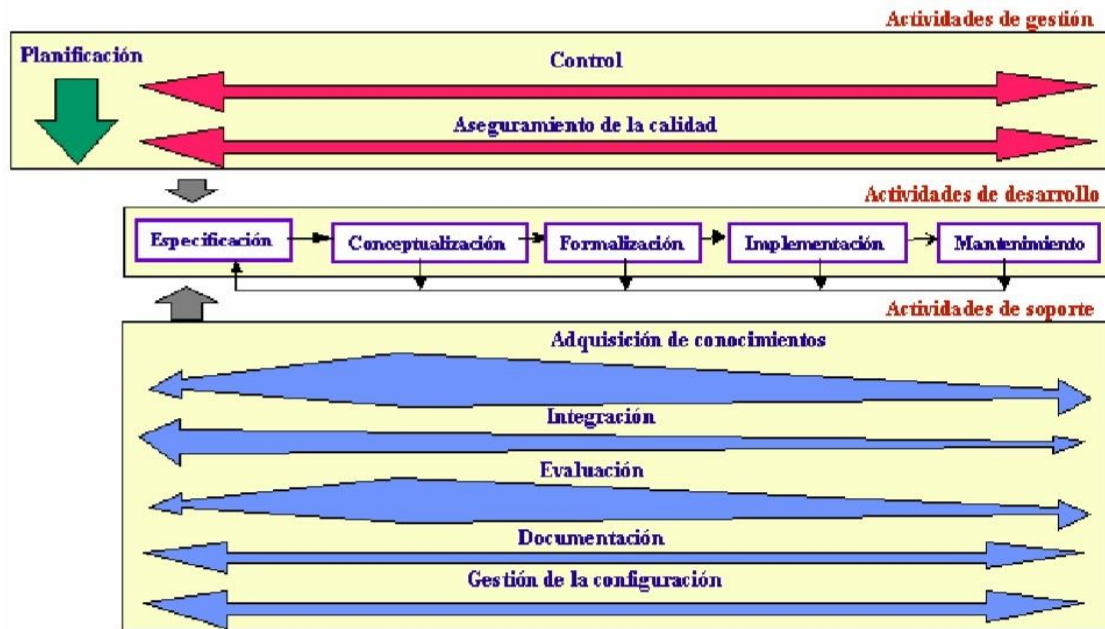 Actividades de gestión
Planificación
Control
Aseguramiento de la calidad
Actividades de desarrollo
Especificación
Conceptualización
Formalización
Implementación
Mantenimiento
Actividades de soporte
Adquisición de conocimientos
Integración
Evaluación
Documentación
Gestión de la configuración